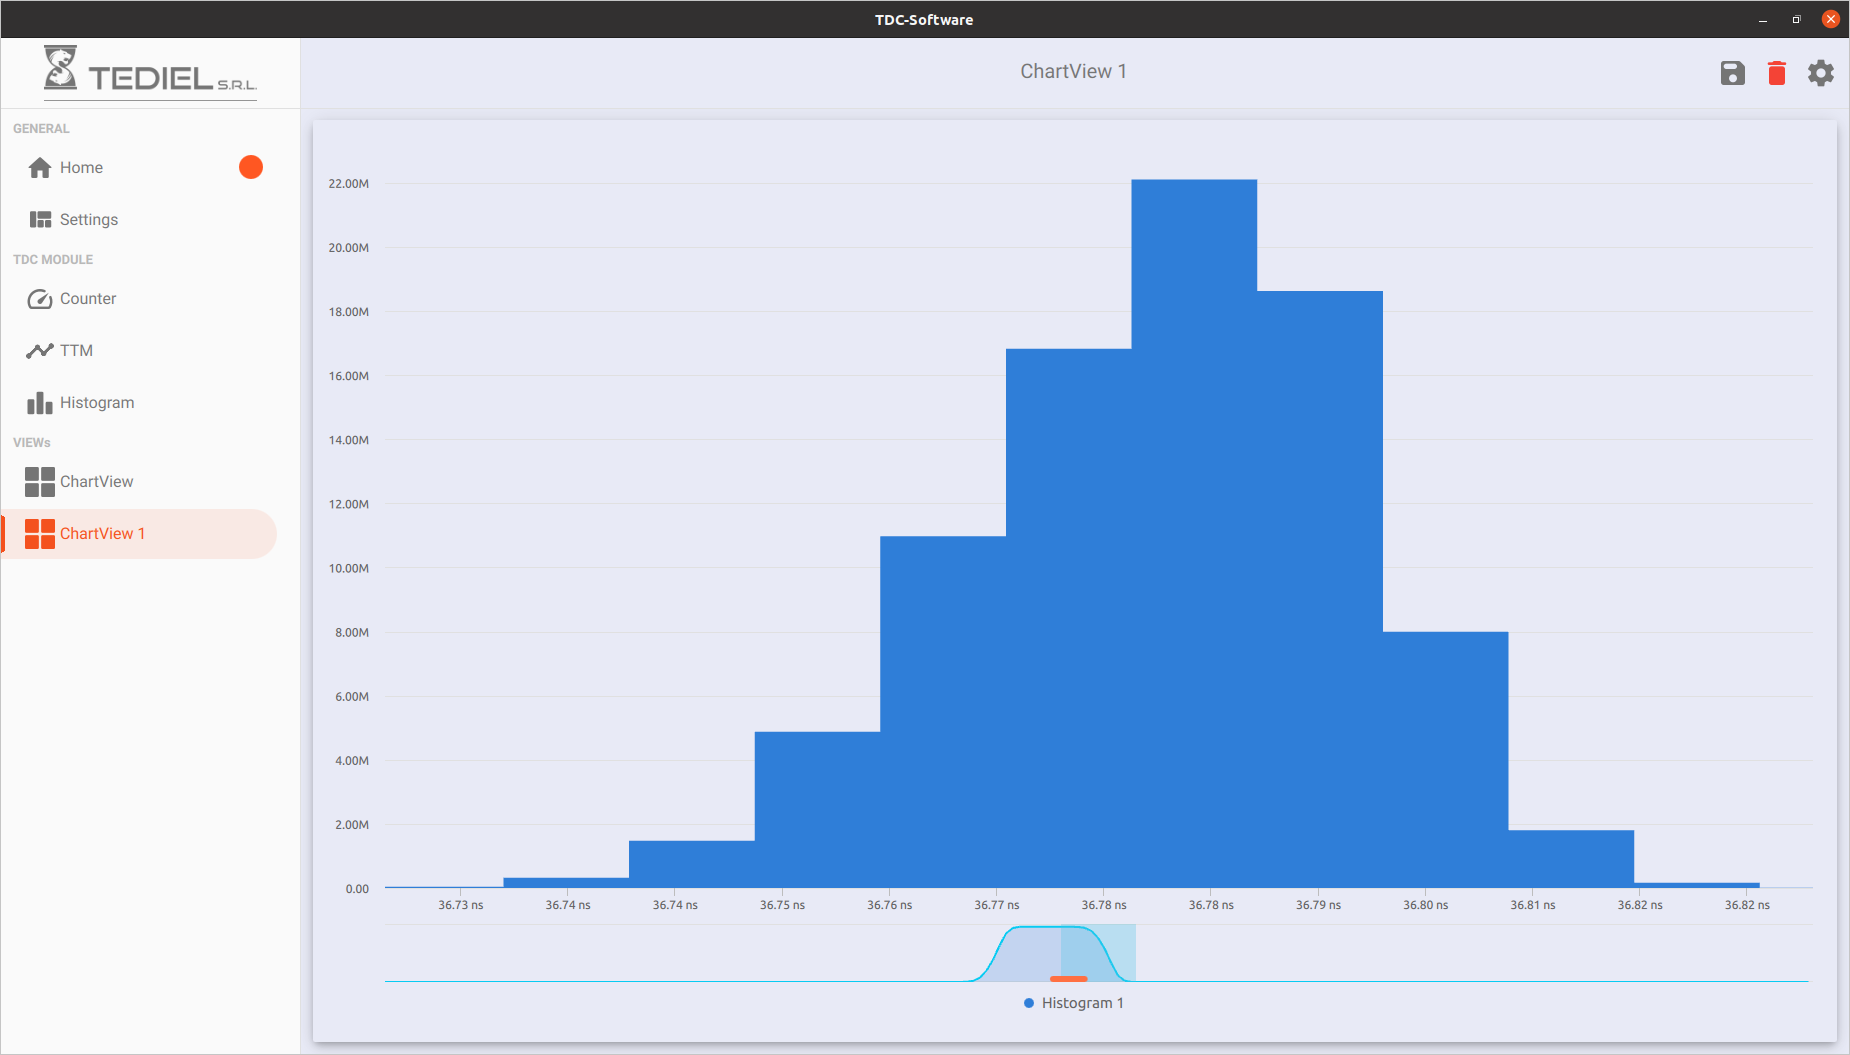 TDC-Software
TEDIEL S.R.L.
ChartView 1
GENERAL
Home
Settings
TDC MODULE
Counter
TTM
Histogram
VIEWs
ChartView
ChartView 1
22.00M
20.00M
18.00M
16.00M
14.00M
12.00M
10.00M
8.00M
6.00M
4.00M
2.00M
0.00
36.73 ns 36.74 ns 36.74 ns 36.75 ns 36.76 ns 36.77 ns 36.78 ns 36.78 ns 36.79 ns 36.80 ns 36.81 ns 36.82 ns 36.82 ns
Histogram 1